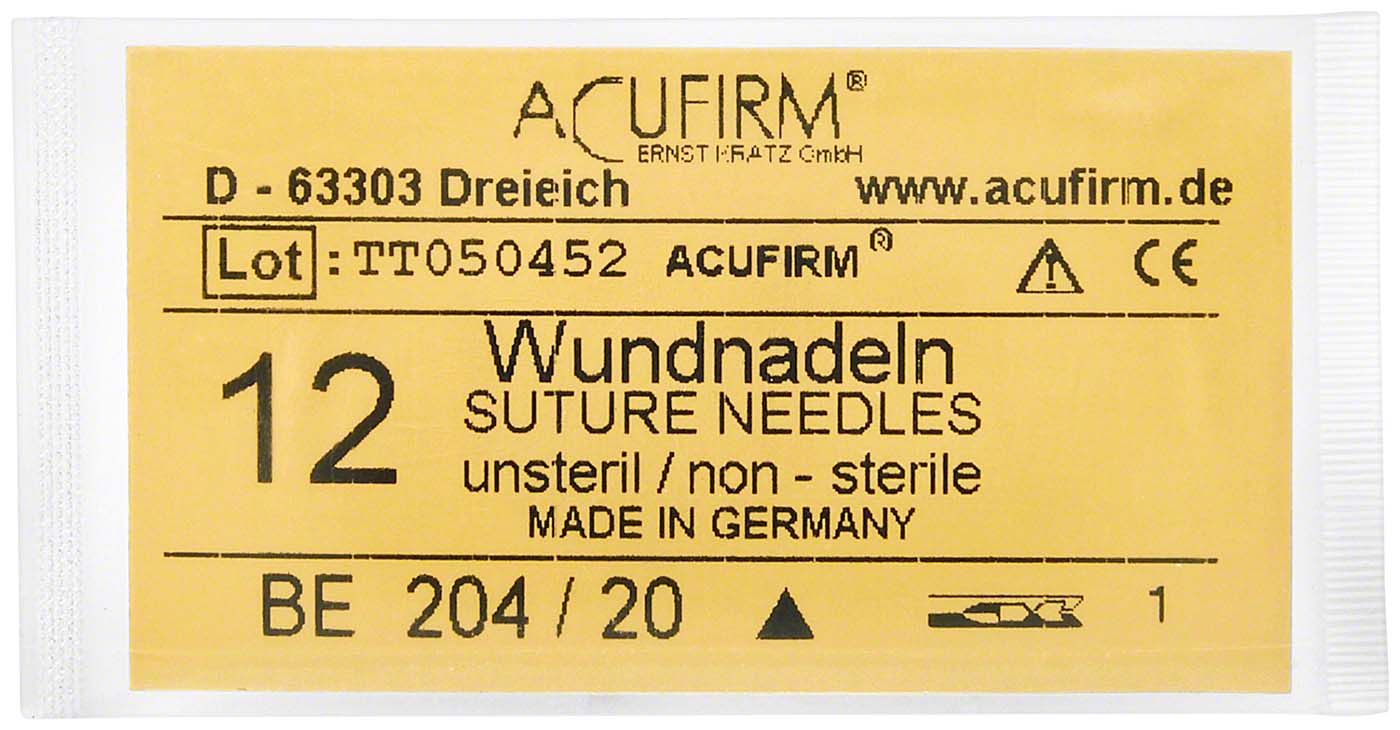 ACUFIRM®
ERNST KRATZ GmbH
D - 63303 Dreieich www.acufirm.de
Lot : TT050452 ACUFIRM® CE
12 Wundnadeln
SUTURE NEEDLES
unsteril / non - sterile
MADE IN GERMANY
BE 204 / 20 1